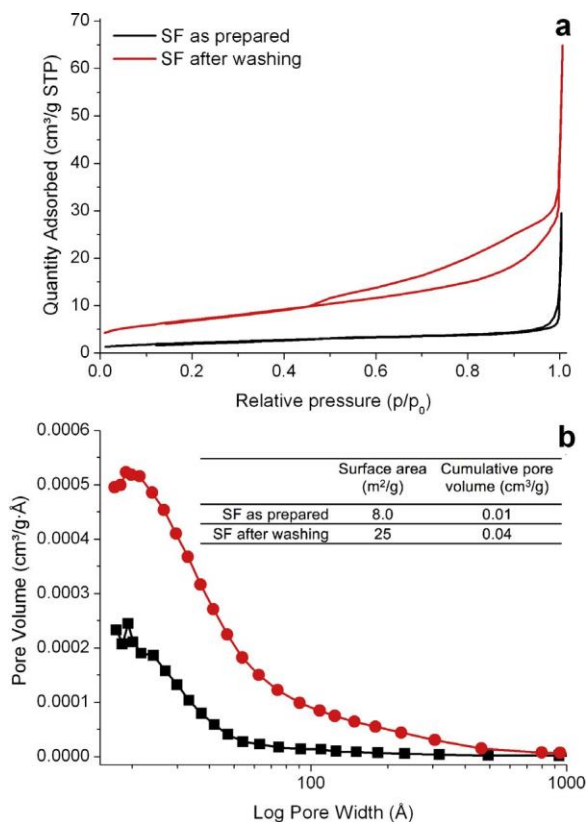 SF as prepared
SF after washing
a
Quantity Adsorbed (cm³/g STP)
70
60
50
40
30
20
10
0
0.0 0.2 0.4 0.6 0.8 1.0
Relative pressure (p/p₀)
b
Pore Volume (cm³/g·Å)
0.0006
0.0005
0.0004
0.0003
0.0002
0.0001
0.0000
Surface area (m²/g) Cumulative pore volume (cm³/g)
SF as prepared 8.0 0.01
SF after washing 25 0.04
100 1000
Log Pore Width (Å)